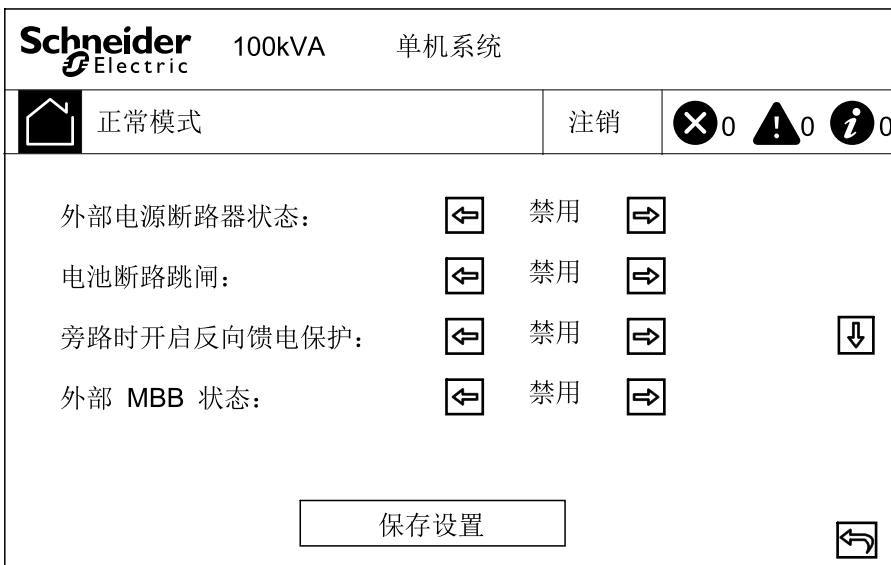 Schneider Electric 100kVA 单机系统
正常模式 注销 0 0 0
外部电源断路器状态： 禁用
电池断路跳闸： 禁用
旁路时开启反向馈电保护： 禁用
外部 MBB 状态： 禁用
保存设置